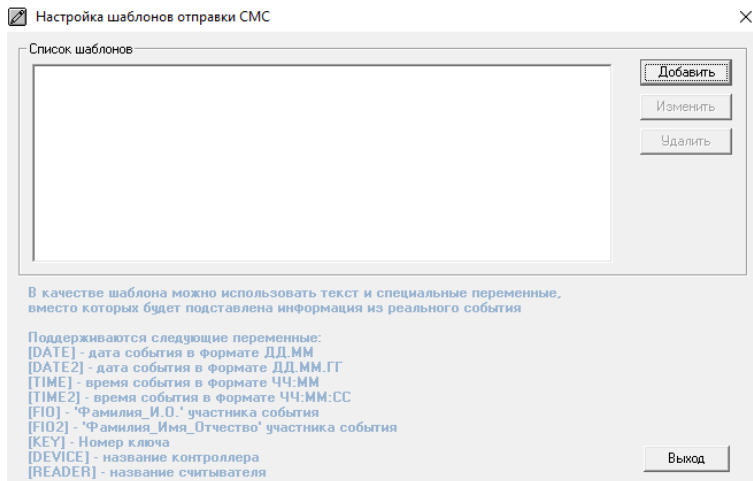 Настройка шаблонов отправки СМС
Список шаблонов
Добавить
Изменить
Удалить
В качестве шаблона можно использовать текст и специальные переменные,
вместо которых будет подставлена информация из реального события
Поддерживаются следующие переменные:
[DATE] - дата события в формате ДД.ММ
[DATE2] - дата события в формате ДД.ММ.ГГ
[TIME] - время события в формате ЧЧ:ММ
[TIME2] - время события в формате ЧЧ:ММ:СС
[FIO] - 'Фамилия_И.О.' участника события
[FIO2] - 'Фамилия_Имя_Отчество' участника события
[KEY] - Номер ключа
[DEVICE] - название контроллера
[READER] - название считывателя
Выход